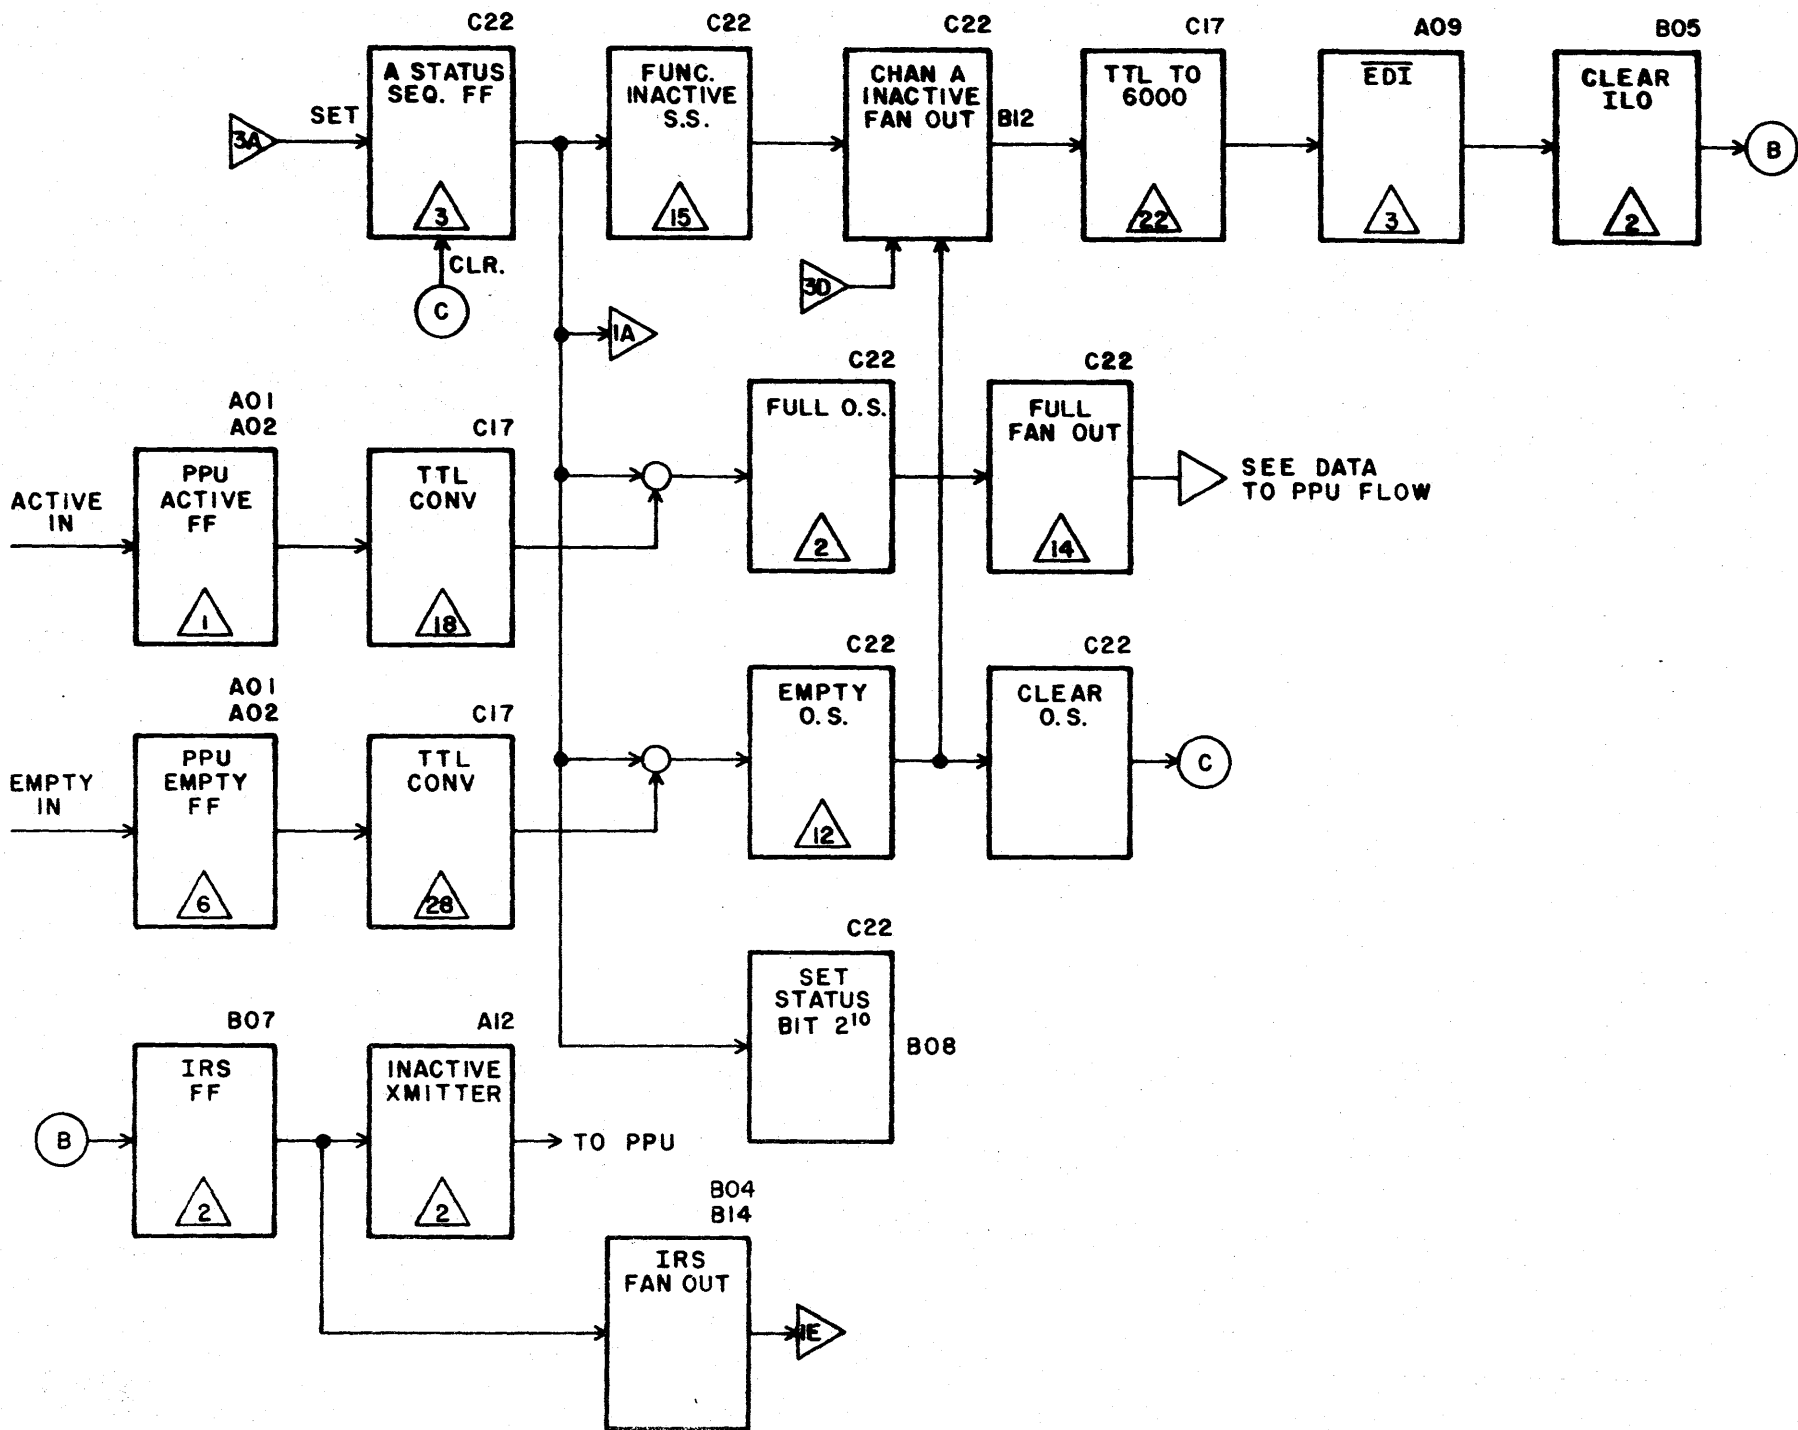 C22
C22
C22
C17
A09
B05
A STATUS
SEQ. FF
FUNC.
INACTIVE
S.S.
CHAN A
INACTIVE
FAN OUT
TTL TO
6000
EDI
CLEAR
ILO
SET
3A
B12
B
3
15
22
3
2
CLR.
3D
C
1A
C22
C22
FULL O.S.
FULL
FAN OUT
A01
A02
C17
PPU
ACTIVE
FF
TTL
CONV
SEE DATA
TO PPU FLOW
ACTIVE
IN
2
14
1
18
C22
C22
A01
A02
C17
EMPTY
O.S.
CLEAR
O.S.
PPU
EMPTY
FF
TTL
CONV
EMPTY
IN
C
12
6
28
C22
SET
STATUS
BIT 2¹⁰
B08
B07
A12
IRS
FF
INACTIVE
XMITTER
B
TO PPU
2
2
B04
B14
IRS
FAN OUT
1E